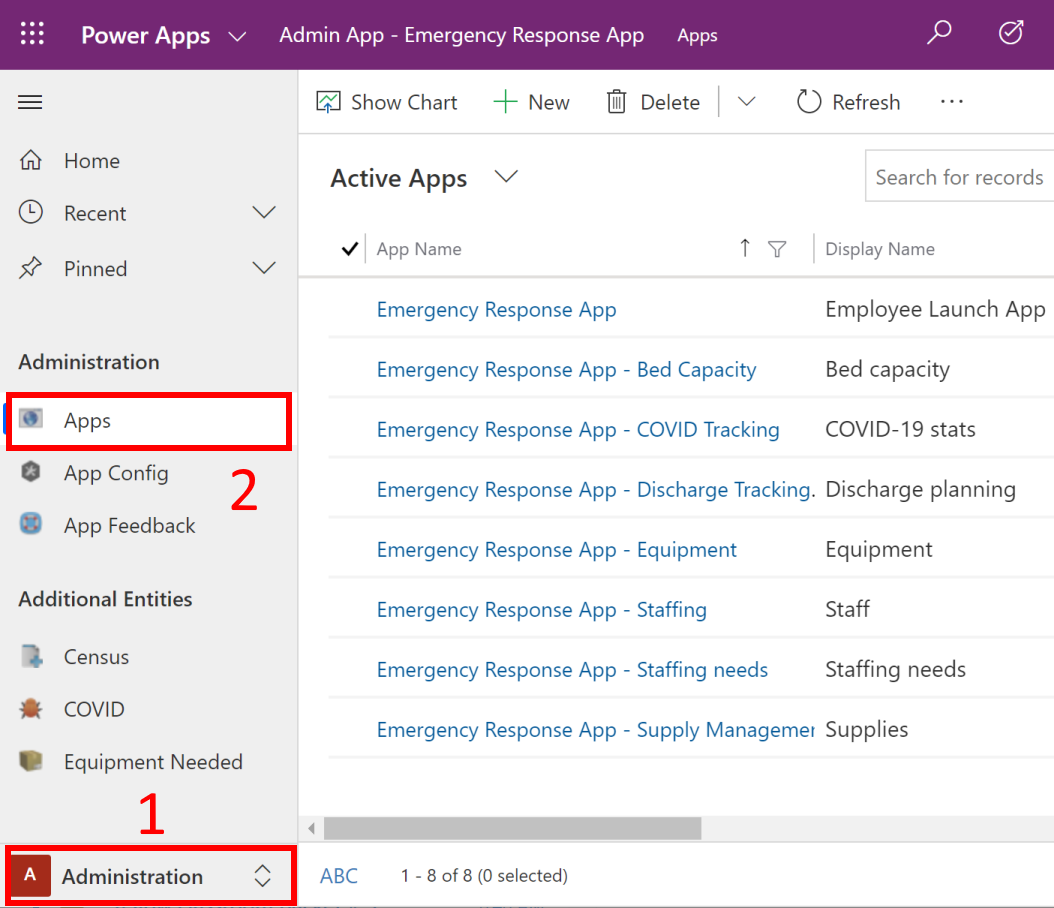 Power Apps Admin App - Emergency Response App Apps
Show Chart New Delete Refresh ...
Home
Recent
Pinned
Administration
Apps
App Config
2
App Feedback
Additional Entities
Census
COVID
Equipment Needed
1
A Administration
Active Apps
Search for records
App Name Display Name
Emergency Response App Employee Launch App
Emergency Response App - Bed Capacity Bed capacity
Emergency Response App - COVID Tracking COVID-19 stats
Emergency Response App - Discharge Tracking. Discharge planning
Emergency Response App - Equipment Equipment
Emergency Response App - Staffing Staff
Emergency Response App - Staffing needs Staffing needs
Emergency Response App - Supply Managemer Supplies
ABC 1 - 8 of 8 (0 selected)